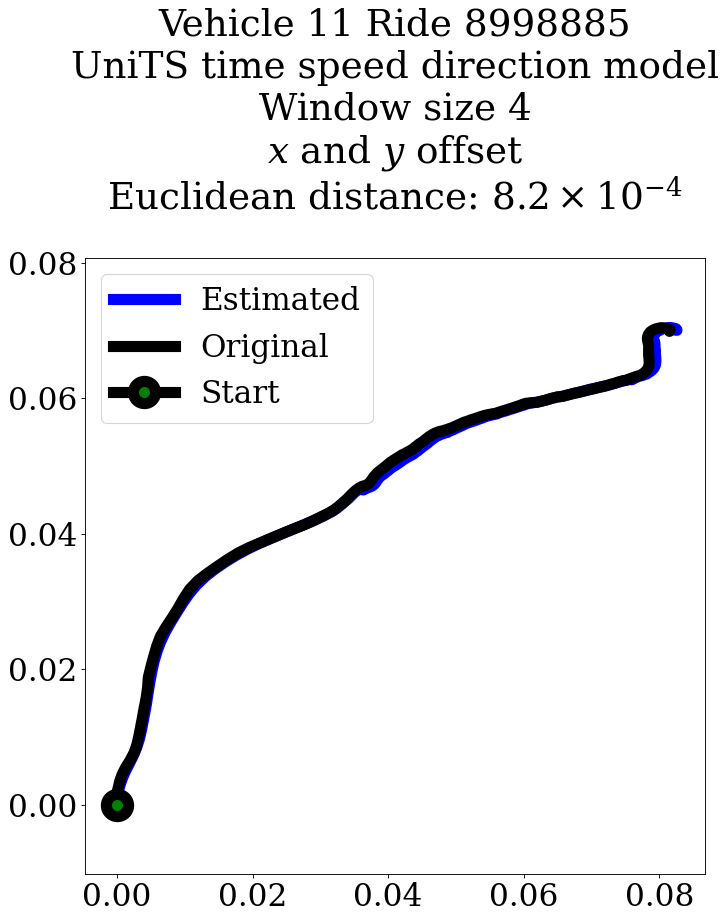 Vehicle 11 Ride 8998885
UniTS time speed direction model
Window size 4
x and y offset
Euclidean distance: 8.2 × 10⁻⁴
0.08
0.06
0.04
0.02
0.00
Estimated
Original
Start
0.00 0.02 0.04 0.06 0.08